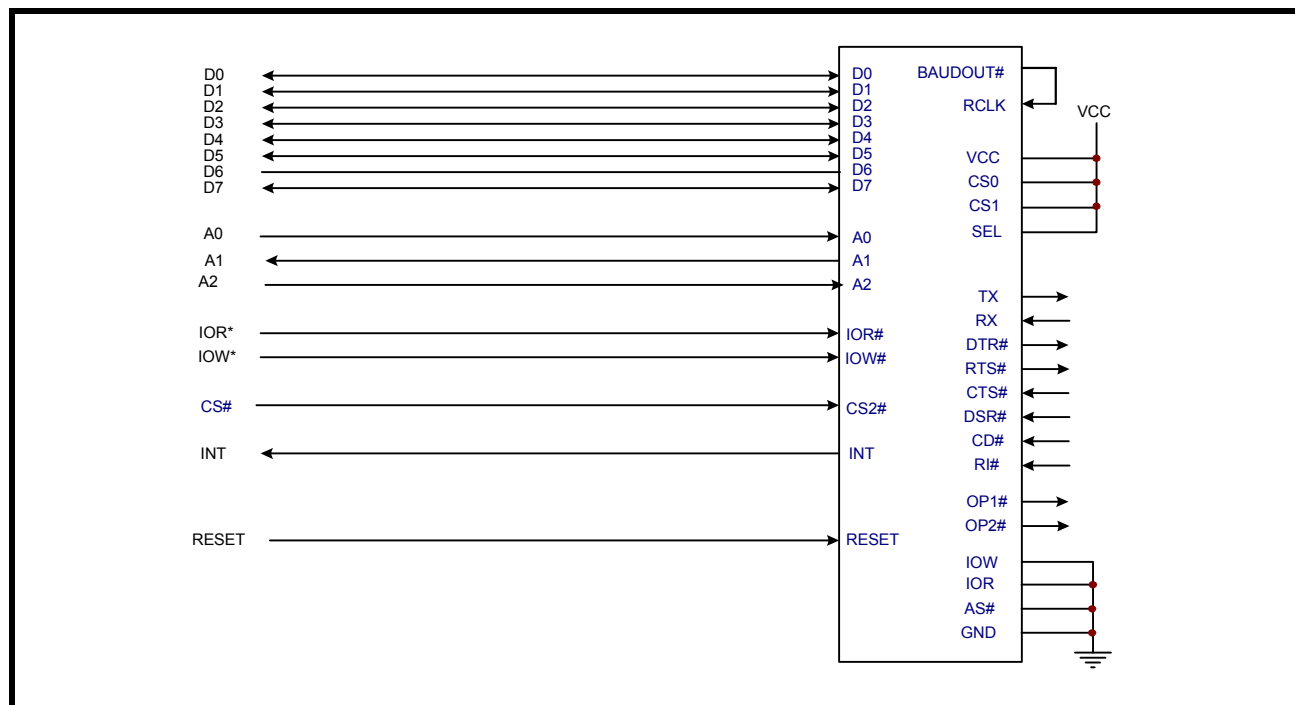 D0
D1
D2
D3
D4
D5
D6
D7
A0
A1
A2
IOR*
IOW*
CS#
INT
RESET
D0
D1
D2
D3
D4
D5
D6
D7
A0
A1
A2
IOR#
IOW#
CS2#
INT
RESET
BAUDOUT#
RCLK
VCC
CS0
CS1
SEL
TX
RX
DTR#
RTS#
CTS#
DSR#
CD#
RI#
OP1#
OP2#
IOW
IOR
AS#
GND
VCC